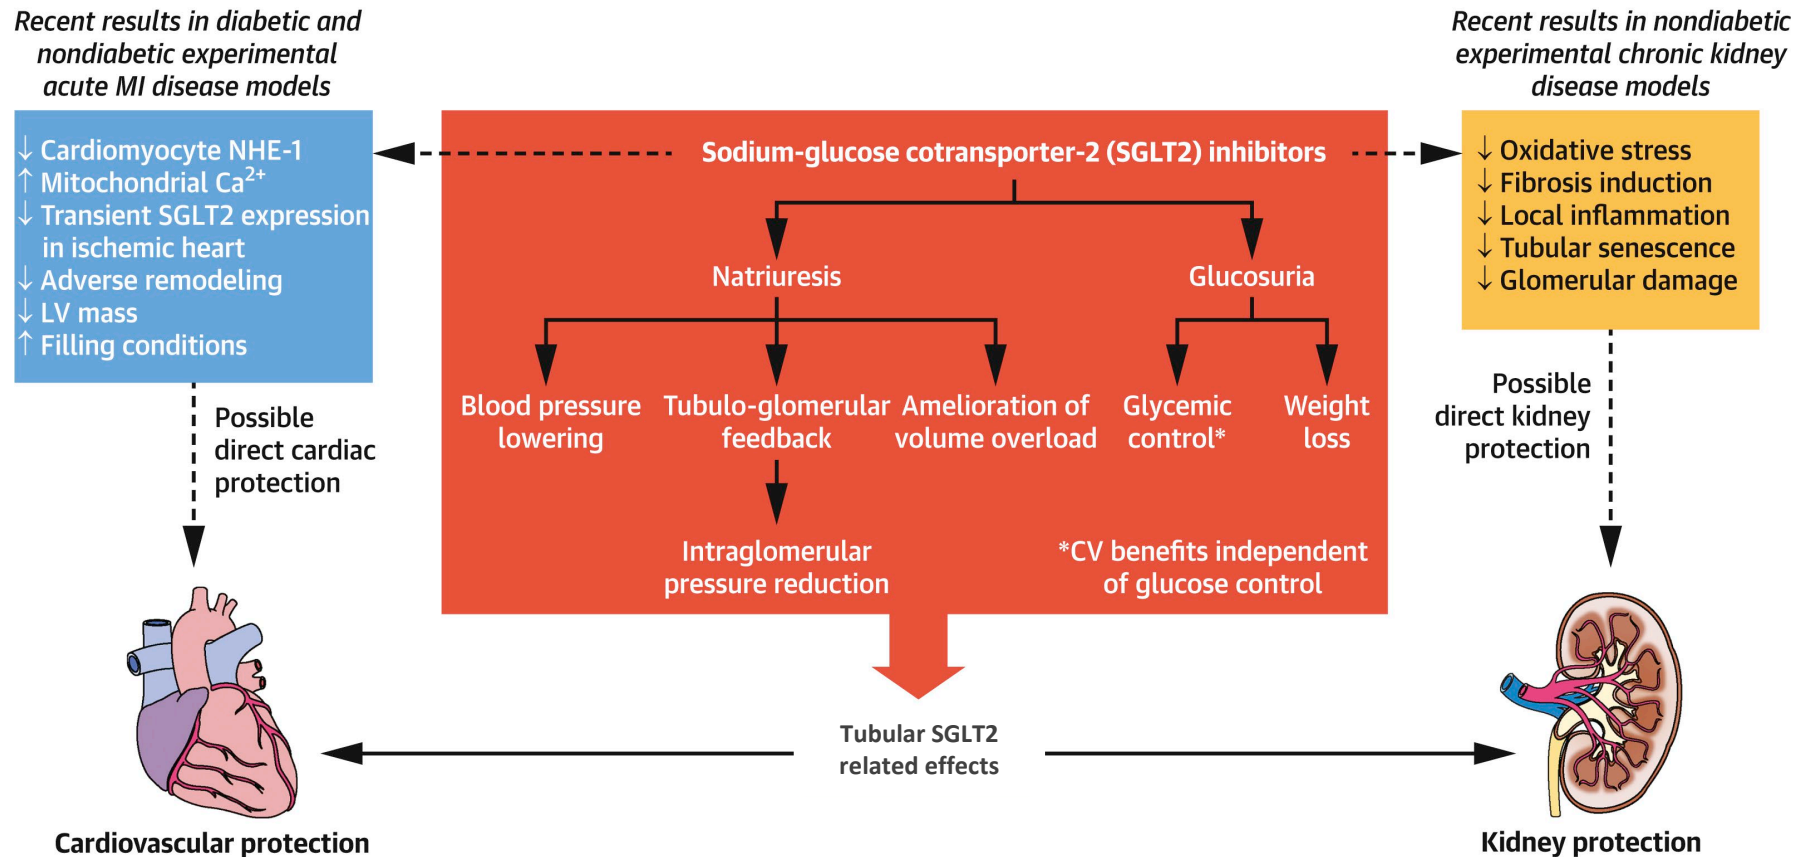 Recent results in diabetic and
nondiabetic experimental
acute MI disease models
↓ Cardiomyocyte NHE-1
↑ Mitochondrial Ca²⁺
↓ Transient SGLT2 expression
in ischemic heart
↓ Adverse remodeling
↓ LV mass
↑ Filling conditions
Possible
direct cardiac
protection
Sodium-glucose cotransporter-2 (SGLT2) inhibitors
Natriuresis
Glucosuria
Blood pressure
lowering
Tubulo-glomerular
feedback
Amelioration of
volume overload
Glycemic
control*
Weight
loss
Intraglomerular
pressure reduction
*CV benefits independent
of glucose control
Recent results in nondiabetic
experimental chronic kidney
disease models
↓ Oxidative stress
↓ Fibrosis induction
↓ Local inflammation
↓ Tubular senescence
↓ Glomerular damage
Possible
direct kidney
protection
Tubular SGLT2
related effects
Cardiovascular protection
Kidney protection